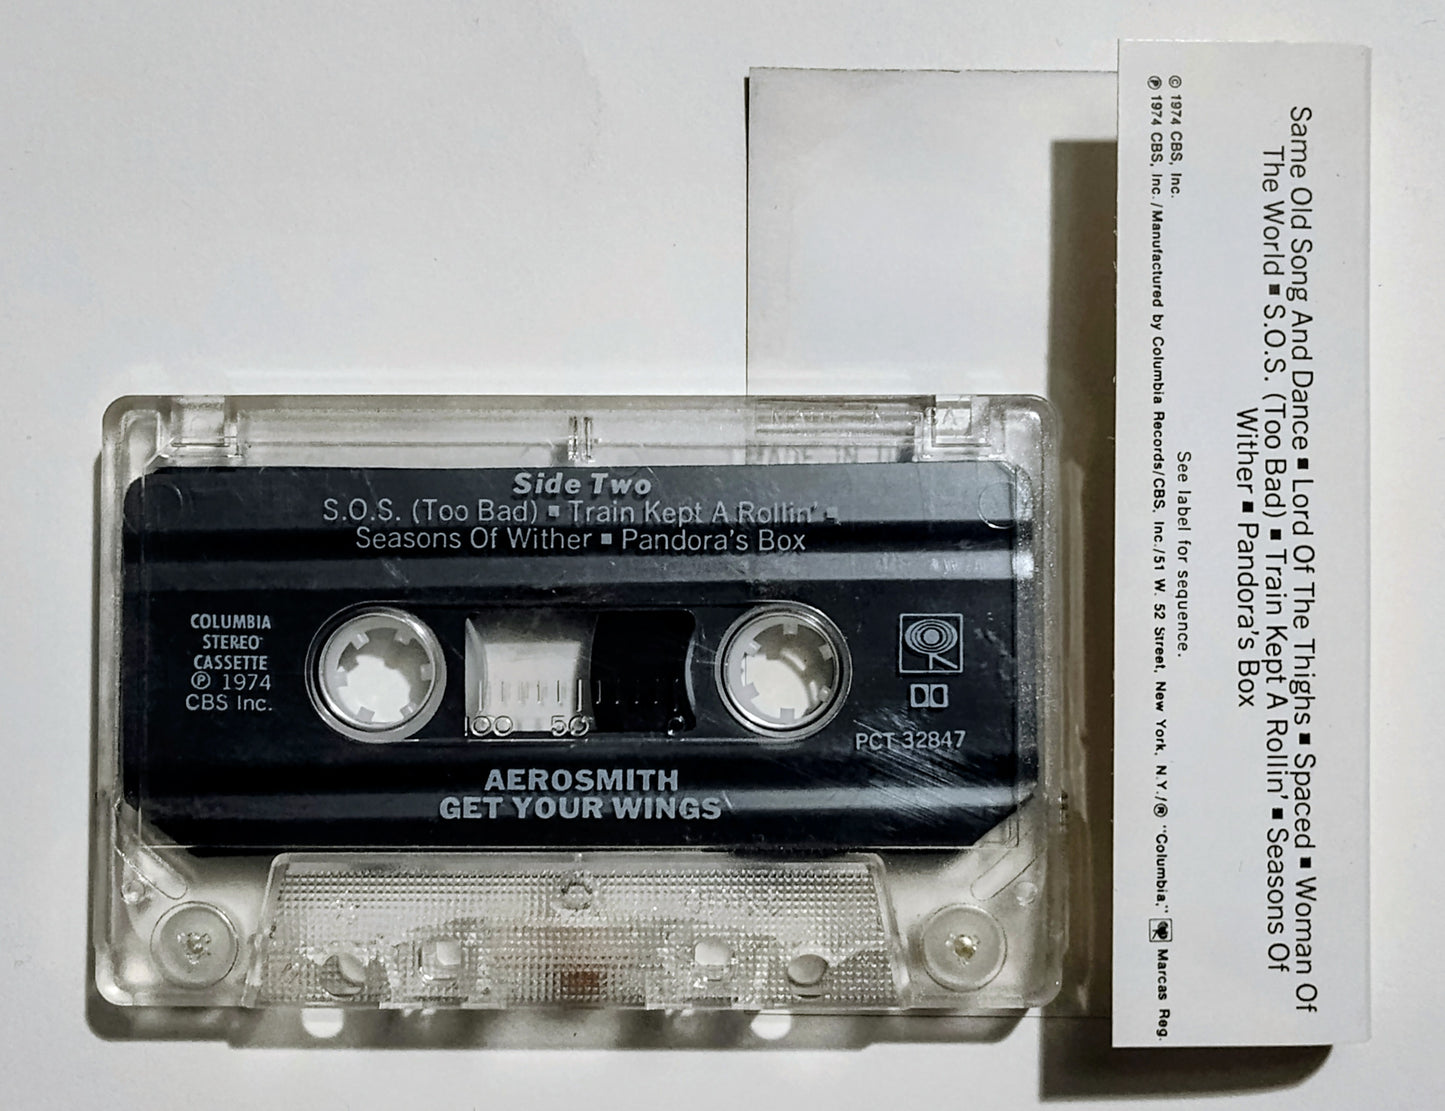 Side Two
S.O.S. (Too Bad) ▪ Train Kept A Rollin' ▪
Seasons Of Wither ▪ Pandora's Box
COLUMBIA
STEREO
CASSETTE
℗ 1974
CBS Inc.
100 50 0
PCT 32847
AEROSMITH
GET YOUR WINGS
MADE IN U
Same Old Song And Dance ▪ Lord Of The Thighs ▪ Spaced ▪ Woman Of
The World ▪ S.O.S. (Too Bad) ▪ Train Kept A Rollin' ▪ Seasons Of
Wither ▪ Pandora's Box
See label for sequence.
© 1974 CBS, Inc.
℗ 1974 CBS, Inc./Manufactured by Columbia Records/CBS, Inc./51 W. 52 Street, New York, N.Y./® "Columbia," Marcas Reg.